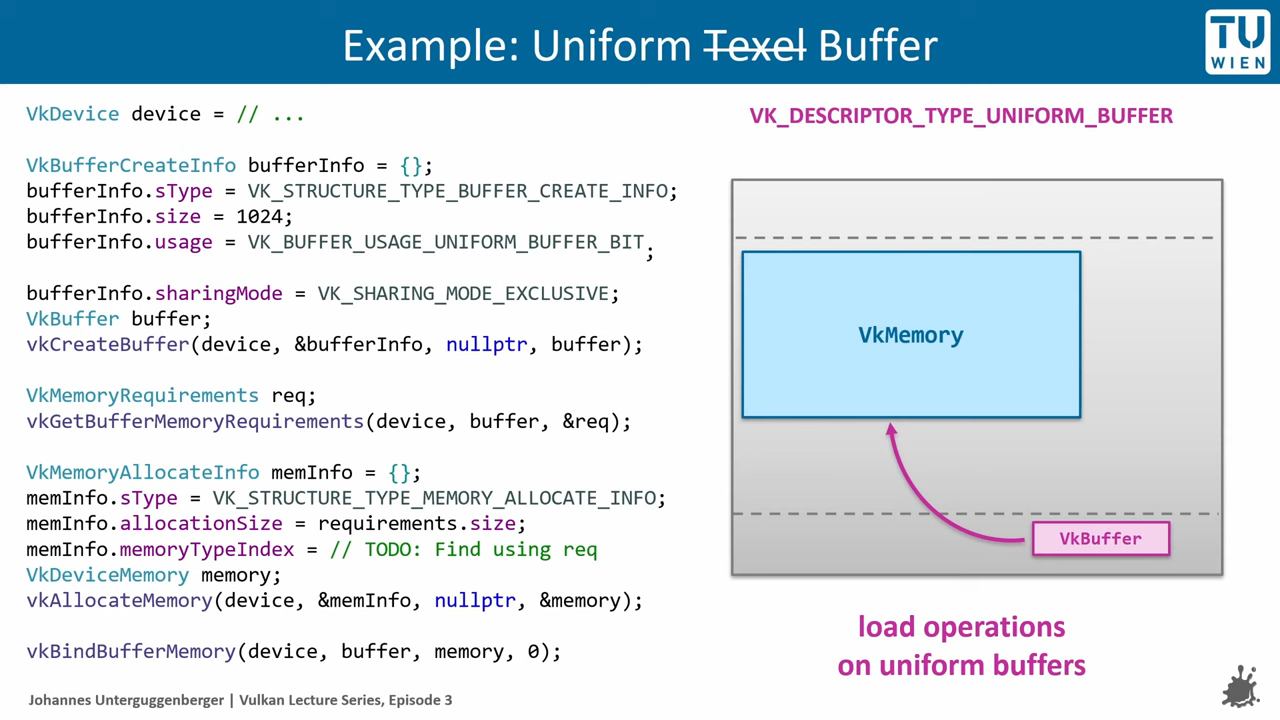 Example: Uniform Texel Buffer
TU
WIEN
VkDevice device = // ...
VkBufferCreateInfo bufferInfo = {};
bufferInfo.sType = VK_STRUCTURE_TYPE_BUFFER_CREATE_INFO;
bufferInfo.size = 1024;
bufferInfo.usage = VK_BUFFER_USAGE_UNIFORM_BUFFER_BIT;
bufferInfo.sharingMode = VK_SHARING_MODE_EXCLUSIVE;
VkBuffer buffer;
vkCreateBuffer(device, &bufferInfo, nullptr, buffer);
VkMemoryRequirements req;
vkGetBufferMemoryRequirements(device, buffer, &req);
VkMemoryAllocateInfo memInfo = {};
memInfo.sType = VK_STRUCTURE_TYPE_MEMORY_ALLOCATE_INFO;
memInfo.allocationSize = requirements.size;
memInfo.memoryTypeIndex = // TODO: Find using req
VkDeviceMemory memory;
vkAllocateMemory(device, &memInfo, nullptr, &memory);
vkBindBufferMemory(device, buffer, memory, 0);
VK_DESCRIPTOR_TYPE_UNIFORM_BUFFER
VkMemory
VkBuffer
load operations
on uniform buffers
Johannes Unterguggenberger | Vulkan Lecture Series, Episode 3